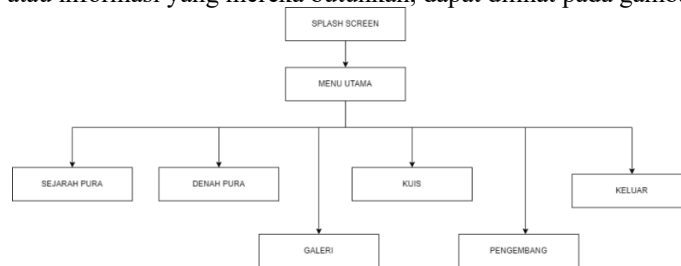 atau informasi yang mereka butuhkan, dapat dilihat pada gamba
SPLASH SCREEN
MENU UTAMA
SEJARAH PURA
DENAH PURA
KUIS
KELUAR
GALERI
PENGEMBANG